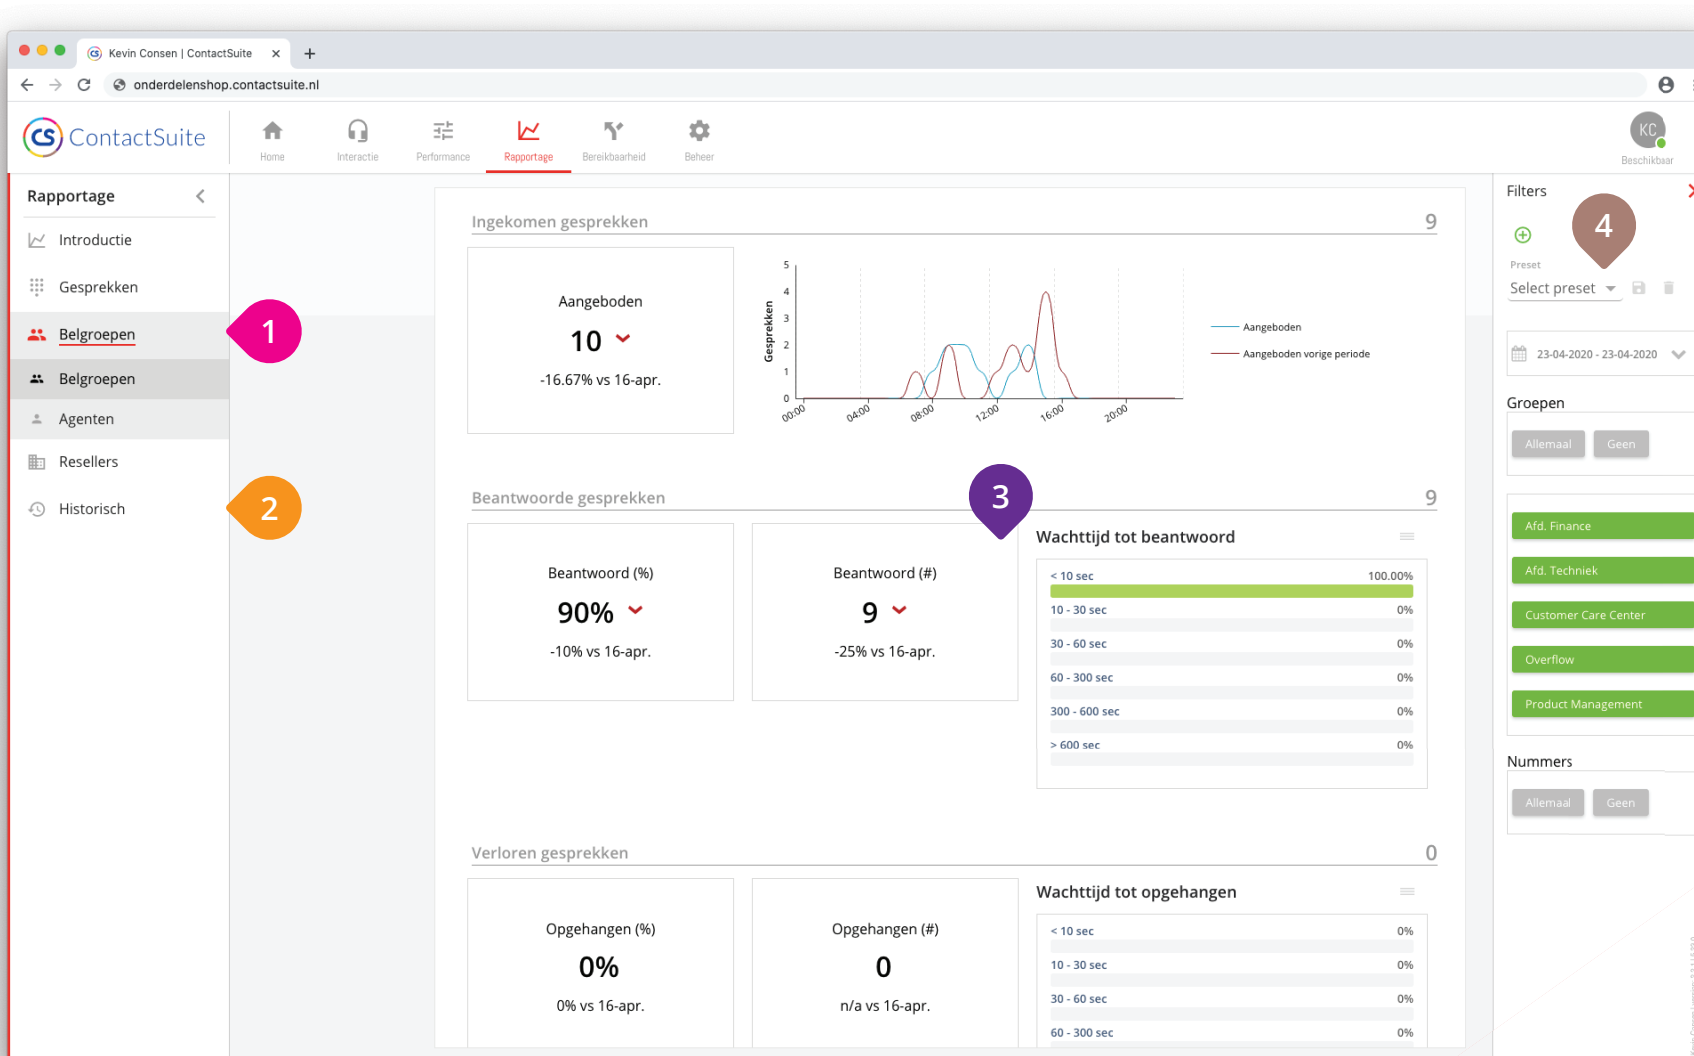 Kevin Consen | ContactSuite
onderdelenshop.contactsuite.nl
CS ContactSuite
Home
Interactie
Performance
Rapportage
Bereikbaarheid
Beheer
KC
Beschikbaar
Rapportage
Introductie
Gesprekken
Belgroepen
1
Belgroepen
Agenten
Resellers
Historisch
2
Ingekomen gesprekken
9
Aangeboden
10
-16.67% vs 16-apr.
Gesprekken
5
4
3
2
1
0
00:00
04:00
08:00
12:00
16:00
20:00
Aangeboden
Aangeboden vorige periode
Beantwoorde gesprekken
3
9
Beantwoord (%)
90%
-10% vs 16-apr.
Beantwoord (#)
9
-25% vs 16-apr.
Wachttijd tot beantwoord
< 10 sec 100.00%
10 - 30 sec 0%
30 - 60 sec 0%
60 - 300 sec 0%
300 - 600 sec 0%
> 600 sec 0%
Verloren gesprekken
0
Opgehangen (%)
0%
0% vs 16-apr.
Opgehangen (#)
0
n/a vs 16-apr.
Wachttijd tot opgehangen
< 10 sec 0%
10 - 30 sec 0%
30 - 60 sec 0%
60 - 300 sec 0%
Filters
4
Preset
Select preset
23-04-2020 - 23-04-2020
Groepen
Allemaal
Geen
Afd. Finance
Afd. Techniek
Customer Care Center
Overflow
Product Management
Nummers
Allemaal
Geen